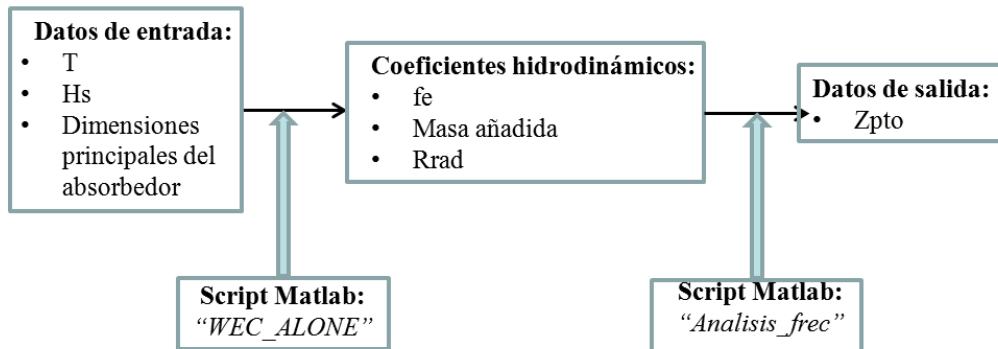 Datos de entrada:
• T
• Hs
• Dimensiones
principales del
absorbedor
Coeficientes hidrodinámicos:
• fe
• Masa añadida
• Rrad
Datos de salida:
• Zpto
Script Matlab:
“WEC_ALONE”
Script Matlab:
“Analisis_frec”